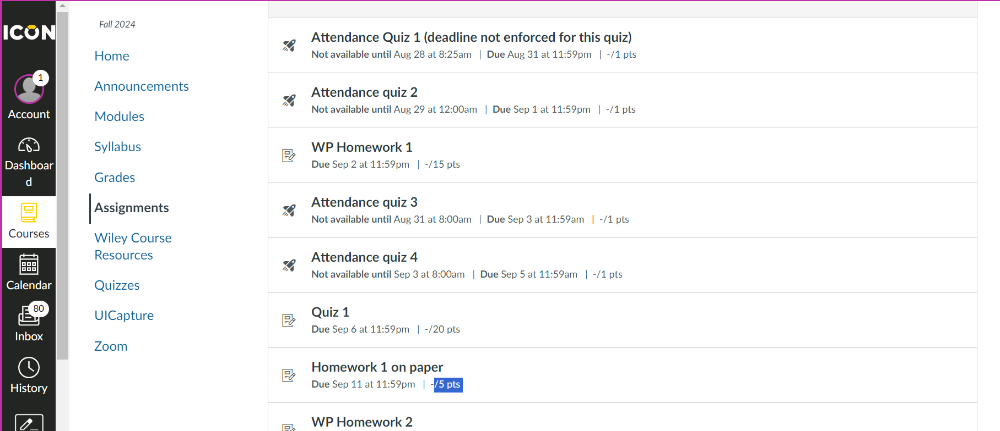 ICON
1
Account
Dashboar
d
Courses
Calendar
80
Inbox
History
Fall 2024
Home
Announcements
Modules
Syllabus
Grades
Assignments
Wiley Course
Resources
Quizzes
UICapture
Zoom
Attendance Quiz 1 (deadline not enforced for this quiz)
Not available until Aug 28 at 8:25am | Due Aug 31 at 11:59pm | -/1 pts
Attendance quiz 2
Not available until Aug 29 at 12:00am | Due Sep 1 at 11:59pm | -/1 pts
WP Homework 1
Due Sep 2 at 11:59pm | -/15 pts
Attendance quiz 3
Not available until Aug 31 at 8:00am | Due Sep 3 at 11:59am | -/1 pts
Attendance quiz 4
Not available until Sep 3 at 8:00am | Due Sep 5 at 11:59am | -/1 pts
Quiz 1
Due Sep 6 at 11:59pm | -/20 pts
Homework 1 on paper
Due Sep 11 at 11:59pm | -/5 pts
WP Homework 2